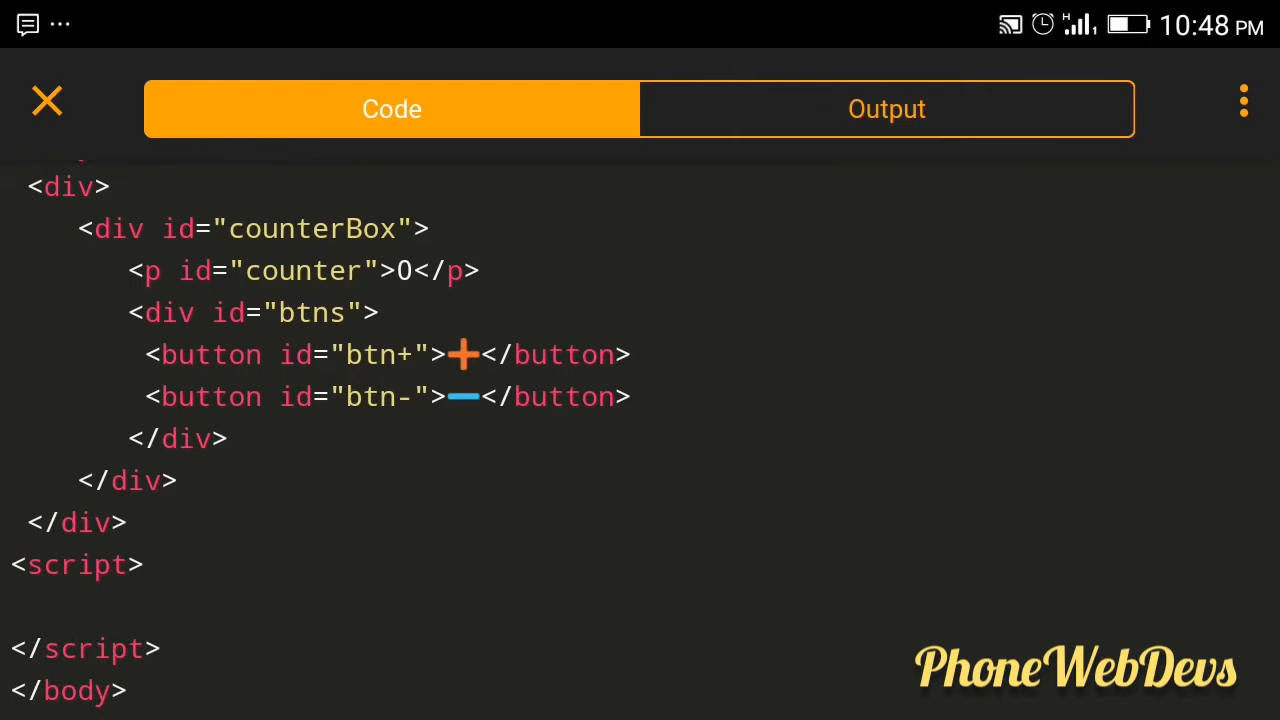 10:48 PM
Code
Output
<div>
<div id="counterBox">
<p id="counter">0</p>
<div id="btns">
<button id="btn+">➕</button>
<button id="btn-">➖</button>
</div>
</div>
</div>
<script>
</script>
</body>
PhoneWebDevs